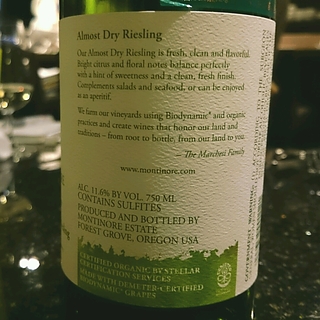 Almost Dry Riesling
Our Almost Dry Riesling is fresh, clean and flavorful.
Bright citrus and floral notes balance perfectly
with a hint of sweetness and a clean, fresh finish.
Complements salads and seafood, or can be enjoyed
as an aperitif.
We farm our vineyards using Biodynamic® and organic
practices and create wines that honor our land and
traditions – from root to bottle, from our land to you.
– The Marchesi Family
www.montinore.com
ALC. 11.6% BY VOL. 750 ML
CONTAINS SULFITES
PRODUCED AND BOTTLED BY
MONTINORE ESTATE
FOREST GROVE, OREGON USA
CERTIFIED ORGANIC BY STELLAR
CERTIFICATION SERVICES
MADE WITH DEMETER-CERTIFIED
BIODYNAMIC® GRAPES